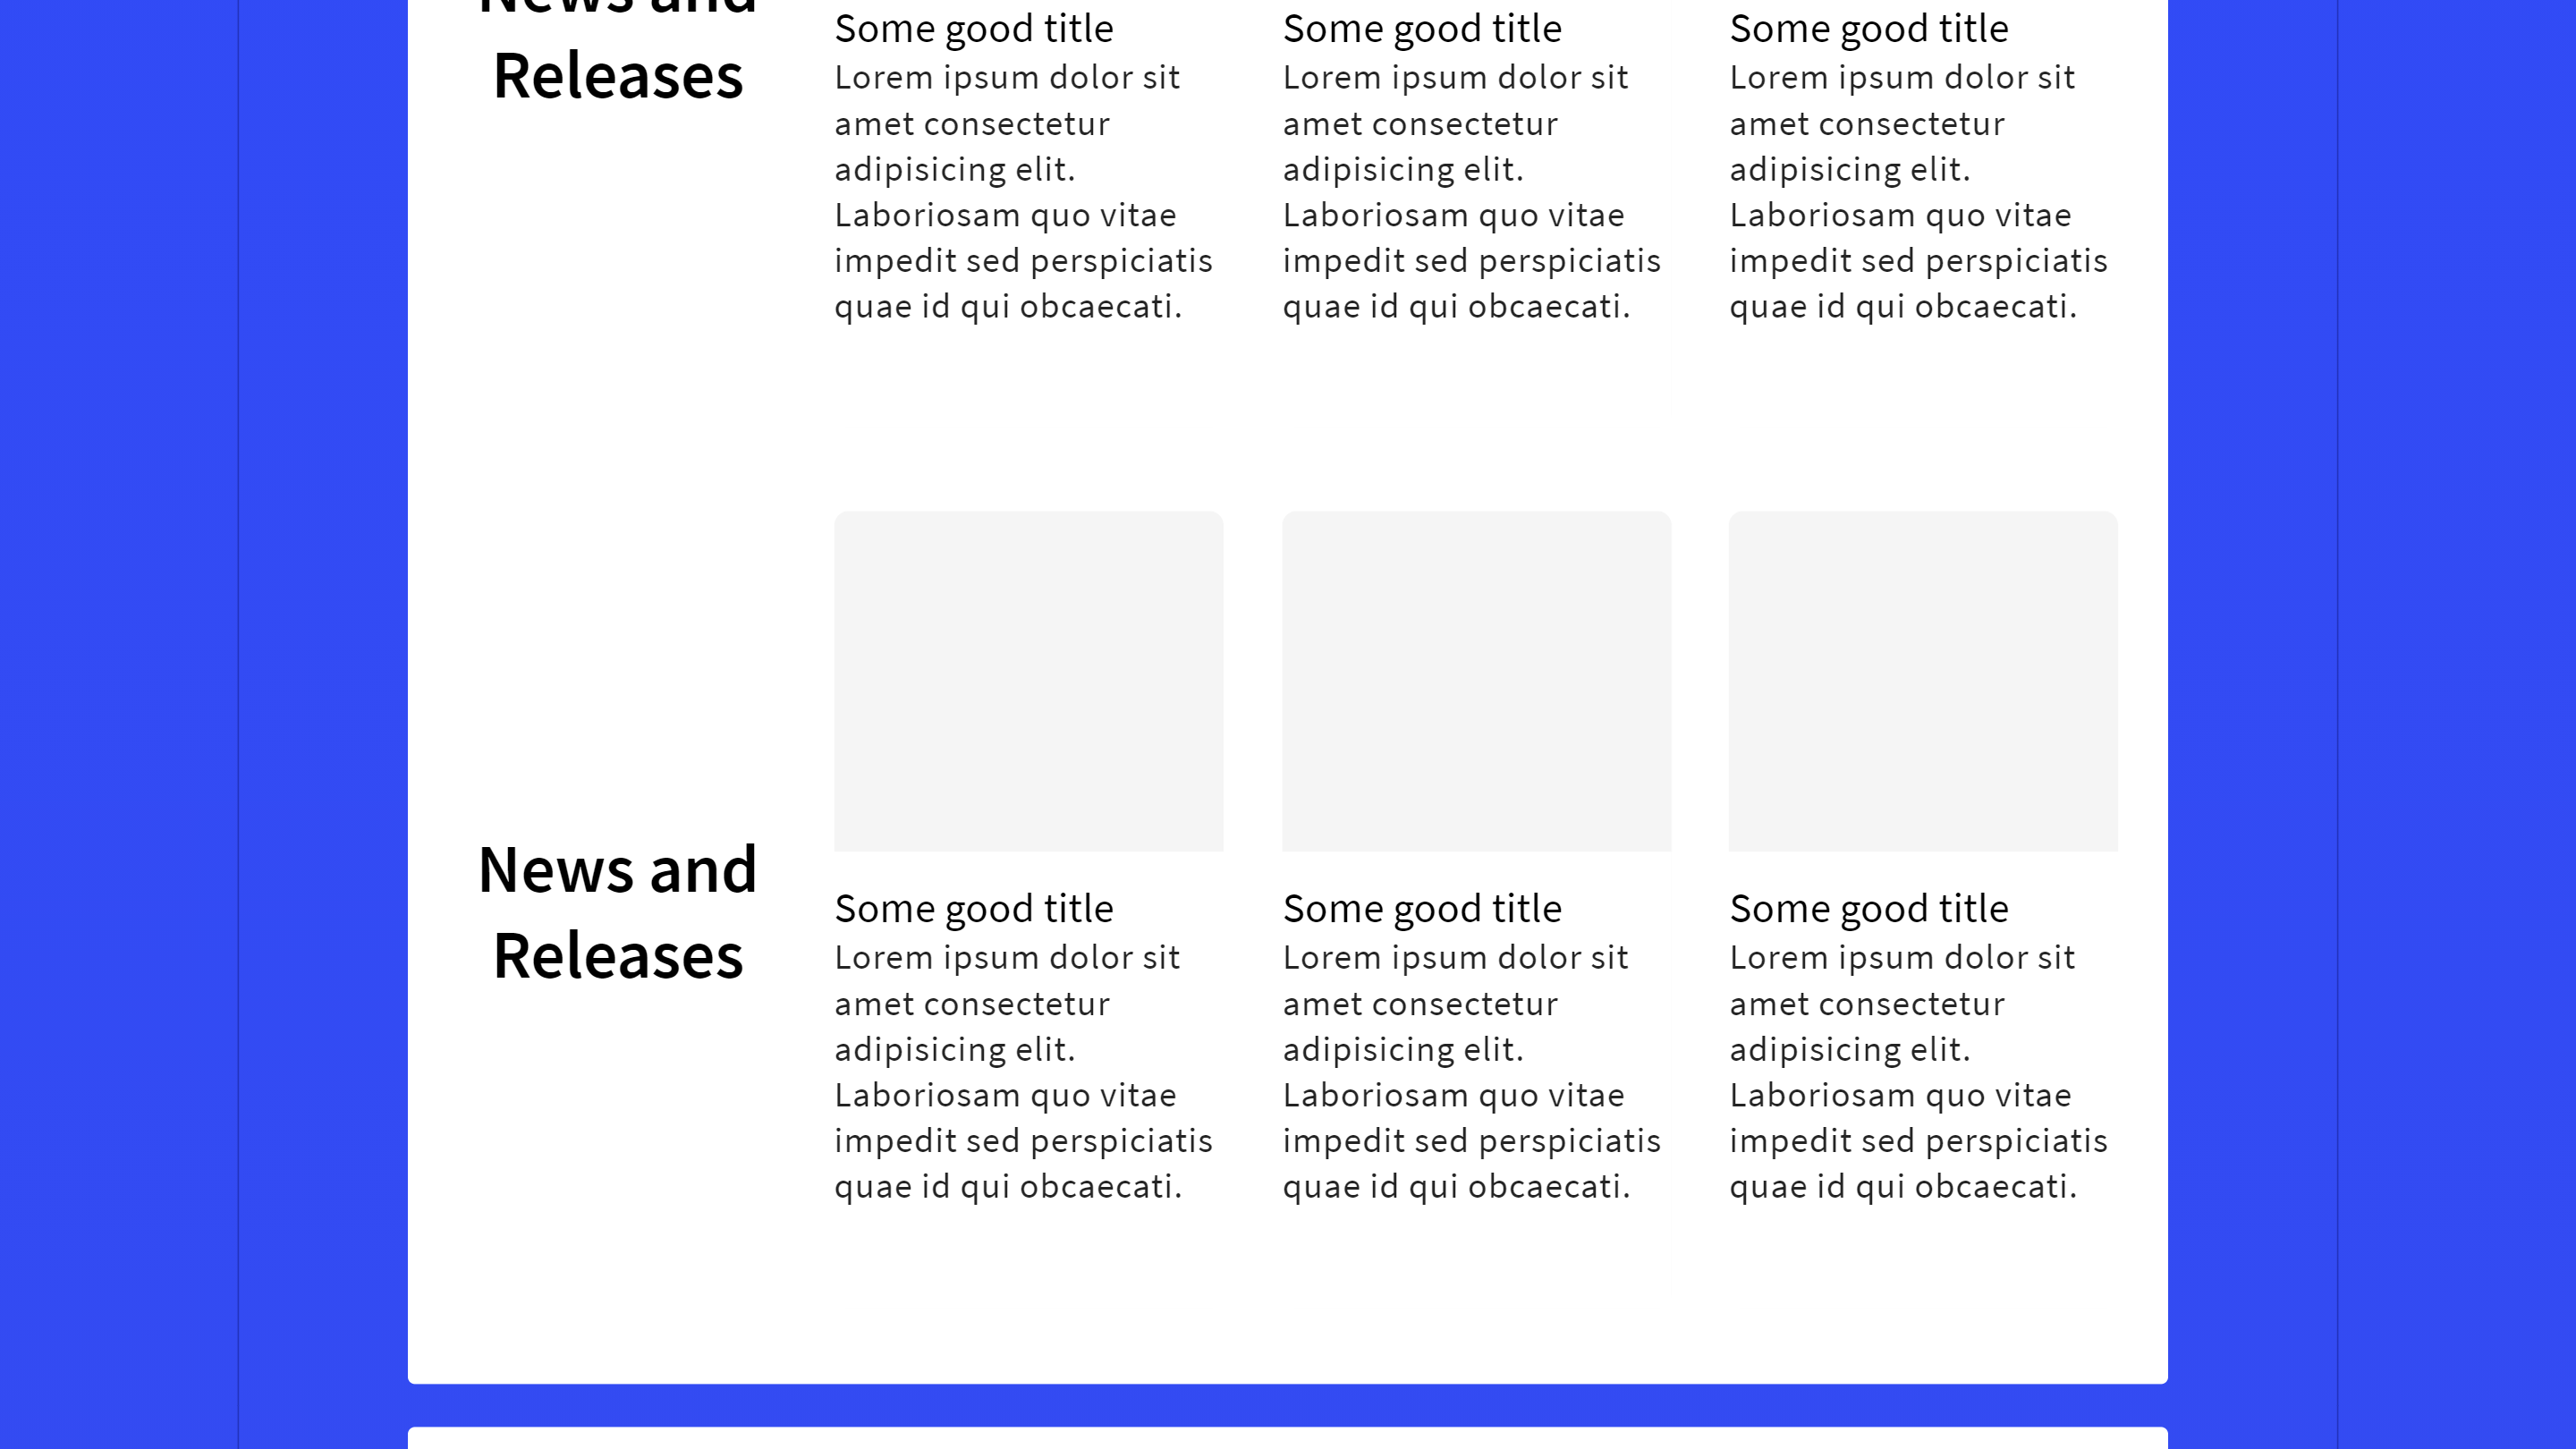 News and
Releases
Some good title
Lorem ipsum dolor sit
amet consectetur
adipisicing elit.
Laboriosam quo vitae
impedit sed perspiciatis
quae id qui obcaecati.
Some good title
Lorem ipsum dolor sit
amet consectetur
adipisicing elit.
Laboriosam quo vitae
impedit sed perspiciatis
quae id qui obcaecati.
Some good title
Lorem ipsum dolor sit
amet consectetur
adipisicing elit.
Laboriosam quo vitae
impedit sed perspiciatis
quae id qui obcaecati.
News and
Releases
Some good title
Lorem ipsum dolor sit
amet consectetur
adipisicing elit.
Laboriosam quo vitae
impedit sed perspiciatis
quae id qui obcaecati.
Some good title
Lorem ipsum dolor sit
amet consectetur
adipisicing elit.
Laboriosam quo vitae
impedit sed perspiciatis
quae id qui obcaecati.
Some good title
Lorem ipsum dolor sit
amet consectetur
adipisicing elit.
Laboriosam quo vitae
impedit sed perspiciatis
quae id qui obcaecati.